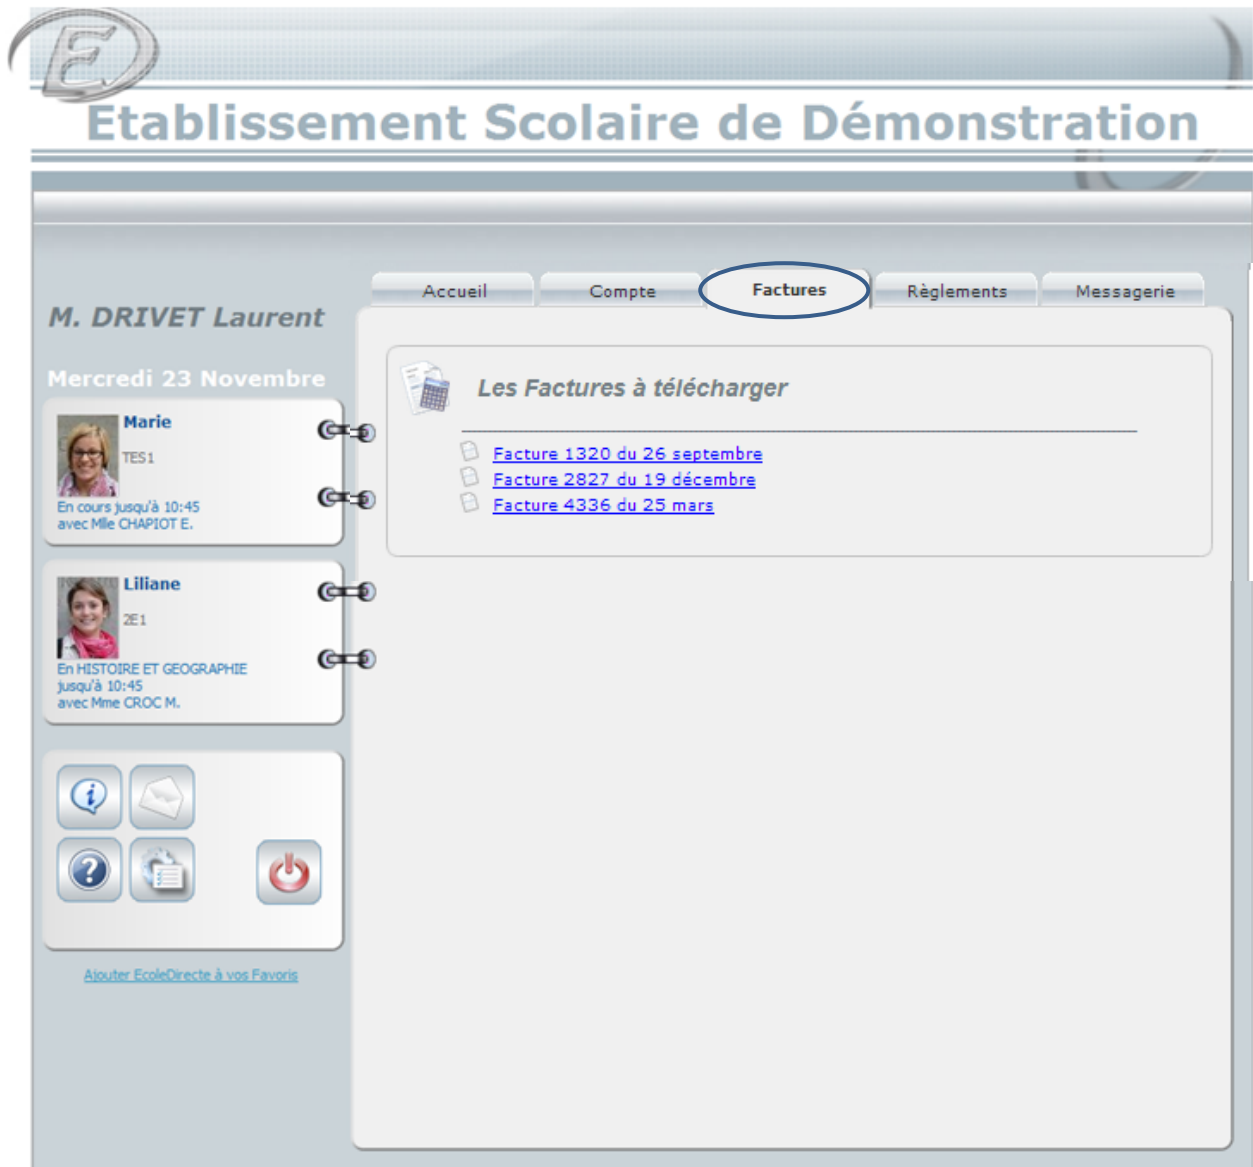 E
Etablissement Scolaire de Démonstration
Accueil
Compte
Factures
Règlements
Messagerie
M. DRIVET Laurent
Mercredi 23 Novembre
Marie
TES1
En cours jusqu'à 10:45
avec Mlle CHAPIOT E.
Liliane
2E1
En HISTOIRE ET GEOGRAPHIE
jusqu'à 10:45
avec Mme CROC M.
Ajouter EcoleDirecte à vos Favoris
Les Factures à télécharger
Facture 1320 du 26 septembre
Facture 2827 du 19 décembre
Facture 4336 du 25 mars